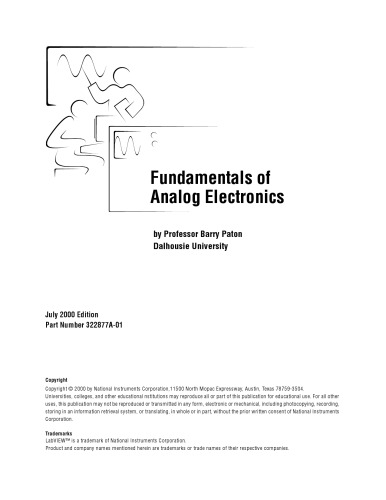 Fundamentals of
Analog Electronics
by Professor Barry Paton
Dalhousie University
July 2000 Edition
Part Number 322877A-01
Copyright
Copyright © 2000 by National Instruments Corporation,11500 North Mopac Expressway, Austin, Texas 78759-3504.
Universities, colleges, and other educational institutions may reproduce all or part of this publication for educational use. For all other
uses, this publication may not be reproduced or transmitted in any form, electronic or mechanical, including photocopying, recording,
storing in an information retrieval system, or translating, in whole or in part, without the prior written consent of National Instruments
Corporation.
Trademarks
LabVIEW™ is a trademark of National Instruments Corporation.
Product and company names mentioned herein are trademarks or trade names of their respective companies.